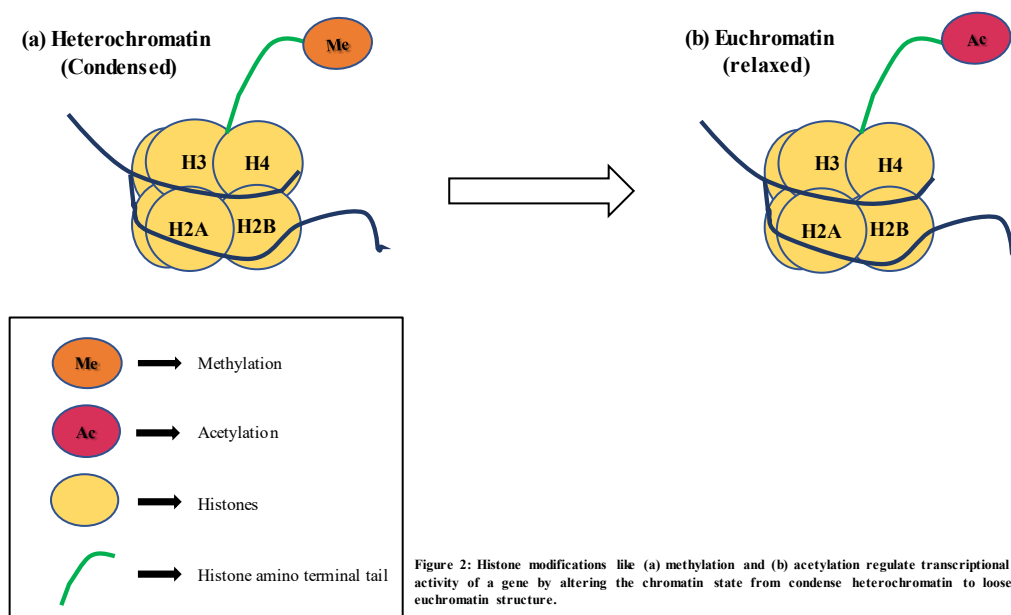 (a) Heterochromatin
(Condensed)
Me
H3
H4
H2A
H2B
(b) Euchromatin
(relaxed)
Ac
H3
H4
H2A
H2B
Me
Methylation
Ac
Acetylation
Histones
Histone amino terminal tail
Figure 2: Histone modifications like (a) methylation and (b) acetylation regulate transcriptional
activity of a gene by altering the chromatin state from condense heterochromatin to loose
euchromatin structure.